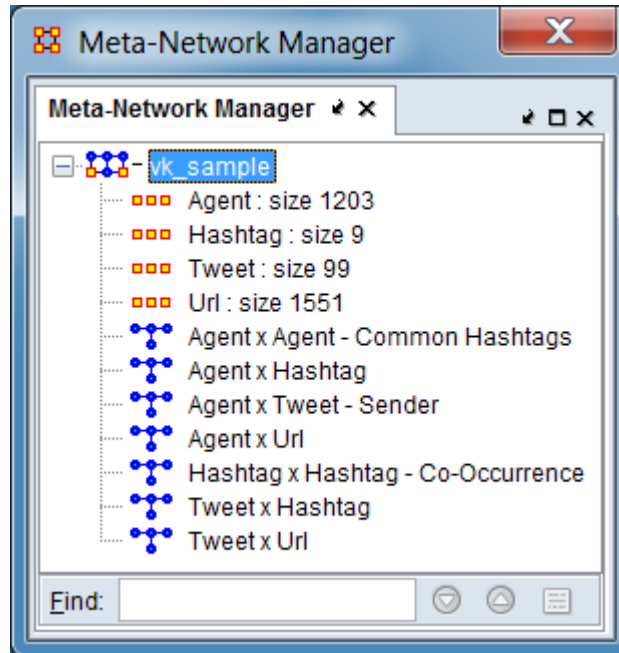 Meta-Network Manager
Meta-Network Manager
vk_sample
Agent : size 1203
Hashtag : size 9
Tweet : size 99
Url : size 1551
Agent x Agent - Common Hashtags
Agent x Hashtag
Agent x Tweet - Sender
Agent x Url
Hashtag x Hashtag - Co-Occurrence
Tweet x Hashtag
Tweet x Url
Find: